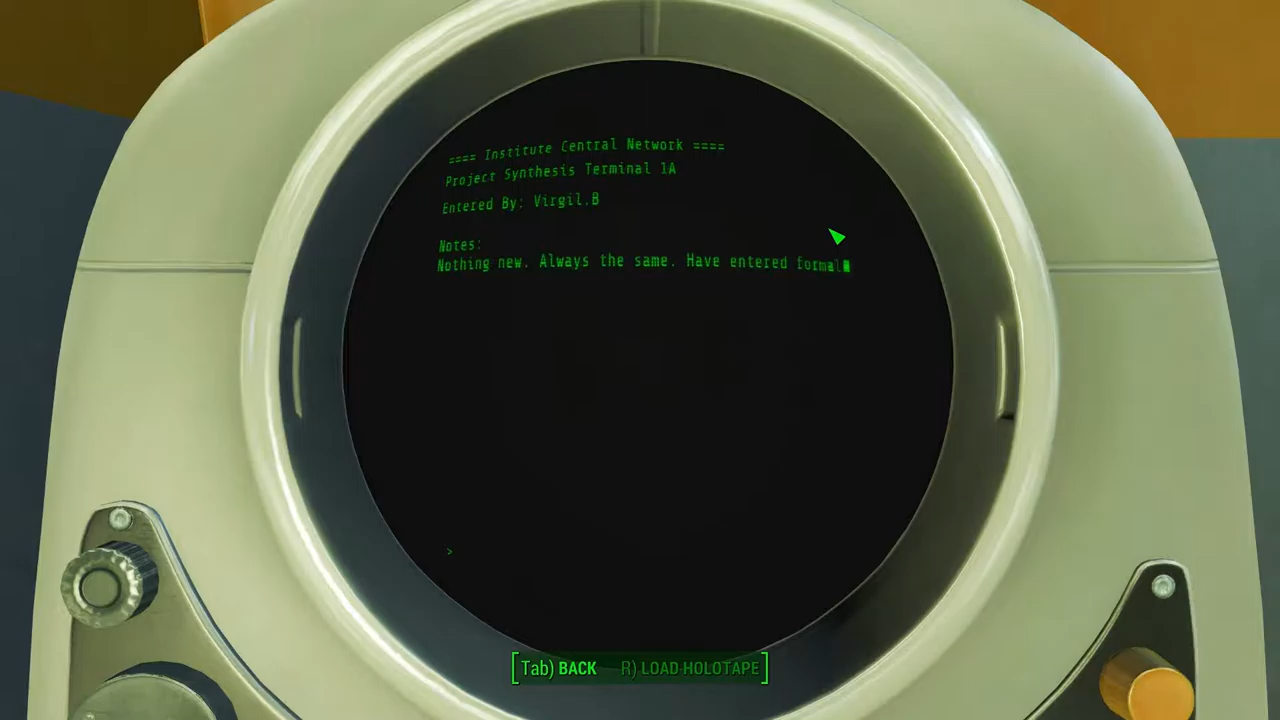 ==== Institute Central Network ====
Project Synthesis Terminal 1A
Entered By: Virgil.B
Notes:
Nothing new. Always the same. Have entered formal
>
Tab) BACK R) LOAD HOLOTAPE